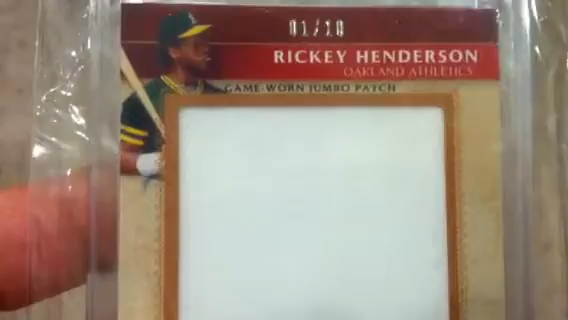 01/10
RICKEY HENDERSON
OAKLAND ATHLETICS
GAME-WORN JUMBO PATCH